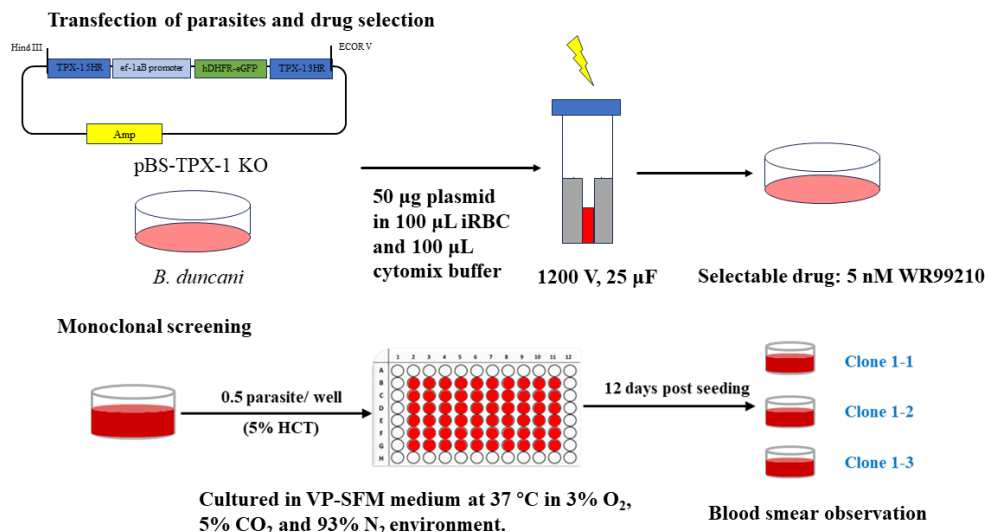 Transfection of parasites and drug selection
Hind III
ECOR V
TPX-15HR
ef-1aB promoter
hDHFR-eGFP
TPX-13HR
Amp
pBS-TPX-1 KO
B. duncani
50 μg plasmid
in 100 μL iRBC
and 100 μL
cytomix buffer
1200 V, 25 μF
Selectable drug: 5 nM WR99210
Monoclonal screening
0.5 parasite/ well
(5% HCT)
1 2 3 4 5 6 7 8 9 10 11 12
A
B
C
D
E
F
G
H
12 days post seeding
Clone 1-1
Clone 1-2
Clone 1-3
Cultured in VP-SFM medium at 37 °C in 3% O₂,
5% CO₂ and 93% N₂ environment.
Blood smear observation